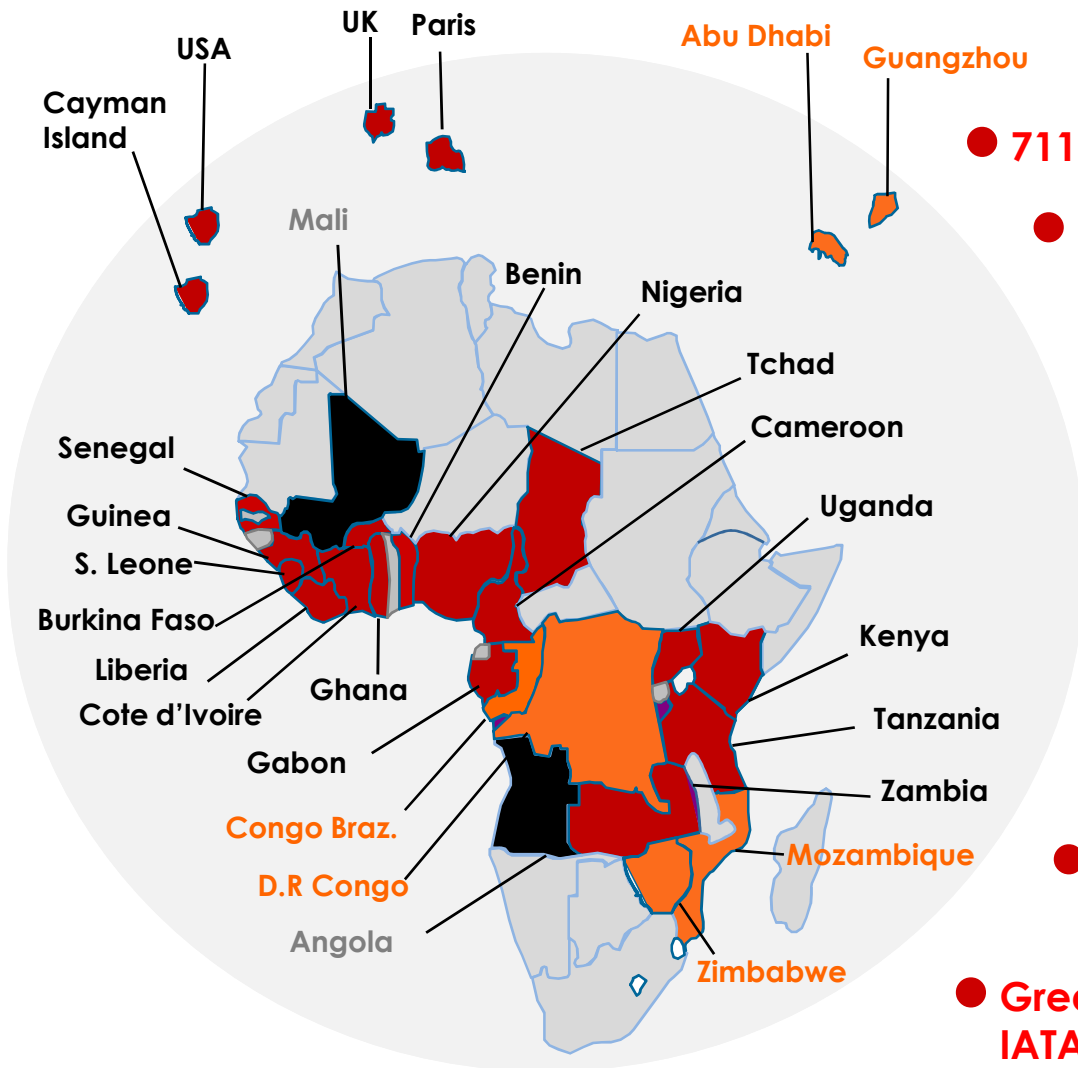 UK
Paris
USA
Abu Dhabi
Guangzhou
Cayman
Island
711
Mali
Benin
Nigeria
Tchad
Cameroon
Senegal
Uganda
Guinea
S. Leone
Burkina Faso
Kenya
Liberia
Ghana
Cote d’Ivoire
Tanzania
Gabon
Zambia
Congo Braz.
Mozambique
D.R Congo
Angola
Zimbabwe
IATA